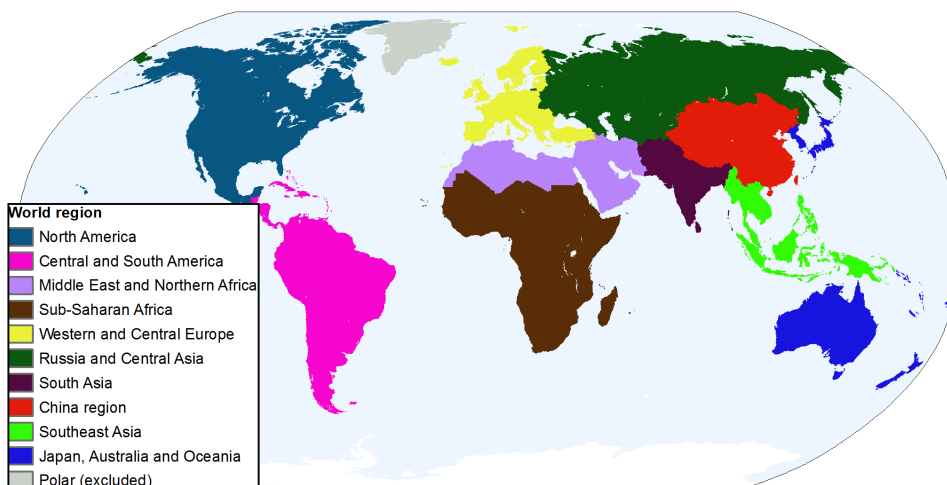 World region
North America
Central and South America
Middle East and Northern Africa
Sub-Saharan Africa
Western and Central Europe
Russia and Central Asia
South Asia
China region
Southeast Asia
Japan, Australia and Oceania
Polar (excluded)